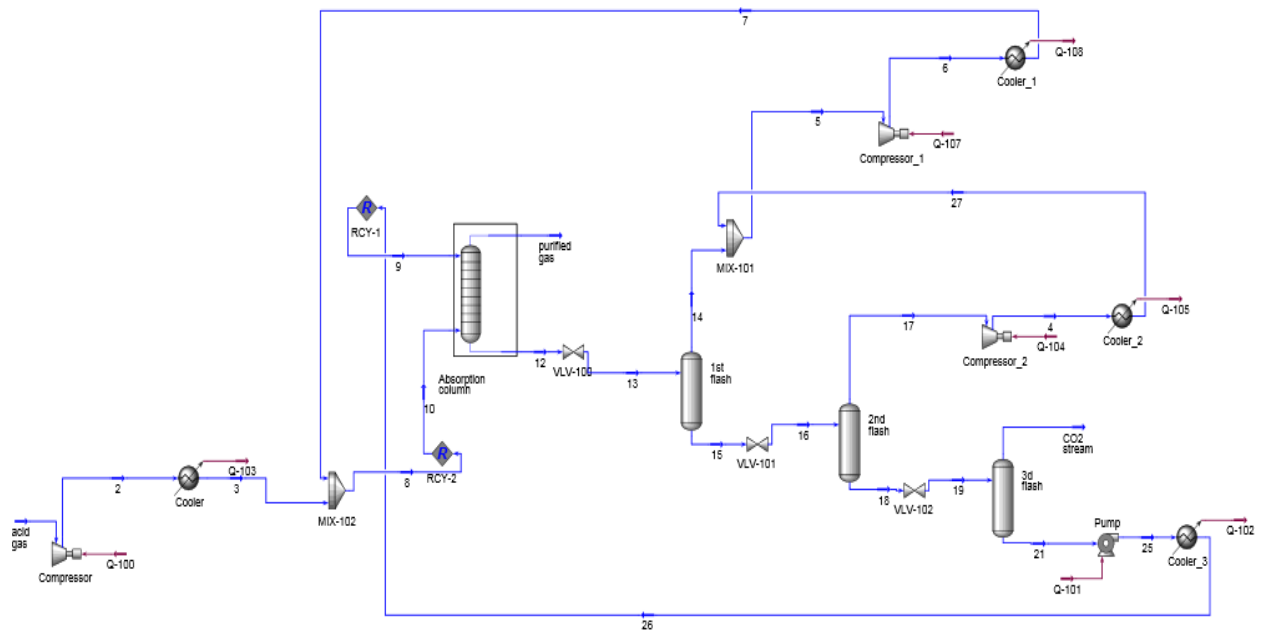 7
Q-108
6
Cooler_1
5
Q-107
Compressor_1
27
R
RCY-1
purified
gas
9
MIX-101
14
17
4
Q-105
Cooler_2
Q-104
Compressor_2
12
VLV-100
13
1st
flash
Absorption
column
10
2nd
flash
16
15
VLV-101
CO2
stream
R
RCY-2
8
Q-103
2
3
Cooler
MIX-102
18
VLV-102
19
3d
flash
acid
gas
Q-100
Compressor
Pump
21
25
Q-102
Cooler_3
Q-101
26